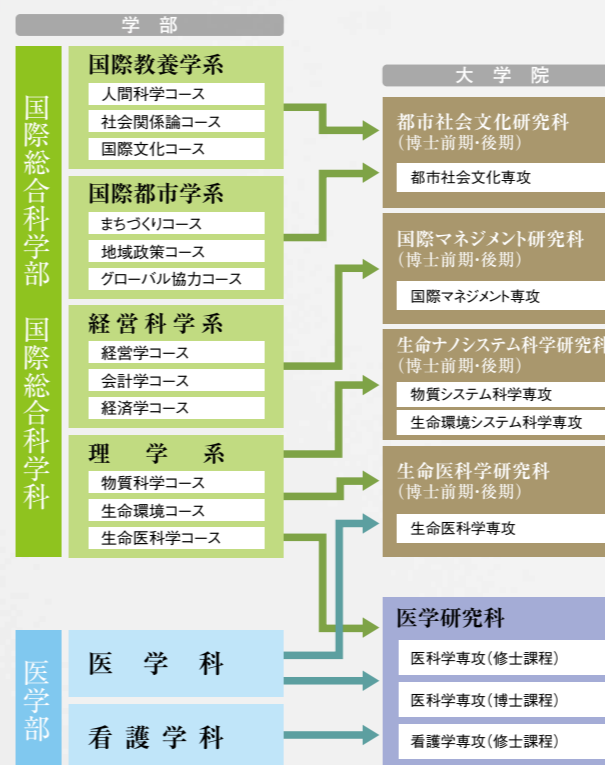 学部
国際総合科学部 国際総合科学科
国際教養学系
人間科学コース
社会関係論コース
国際文化コース
国際都市学系
まちづくりコース
地域政策コース
グローバル協力コース
経営科学系
経営学コース
会計学コース
経済学コース
理学系
物質科学コース
生命環境コース
生命医科学コース
医学部
医学科
看護学科
大学院
都市社会文化研究科
(博士前期・後期)
都市社会文化専攻
国際マネジメント研究科
(博士前期・後期)
国際マネジメント専攻
生命ナノシステム科学研究科
(博士前期・後期)
物質システム科学専攻
生命環境システム科学専攻
生命医科学研究科
(博士前期・後期)
生命医科学専攻
医学研究科
医科学専攻(修士課程)
医科学専攻(博士課程)
看護学専攻(修士課程)